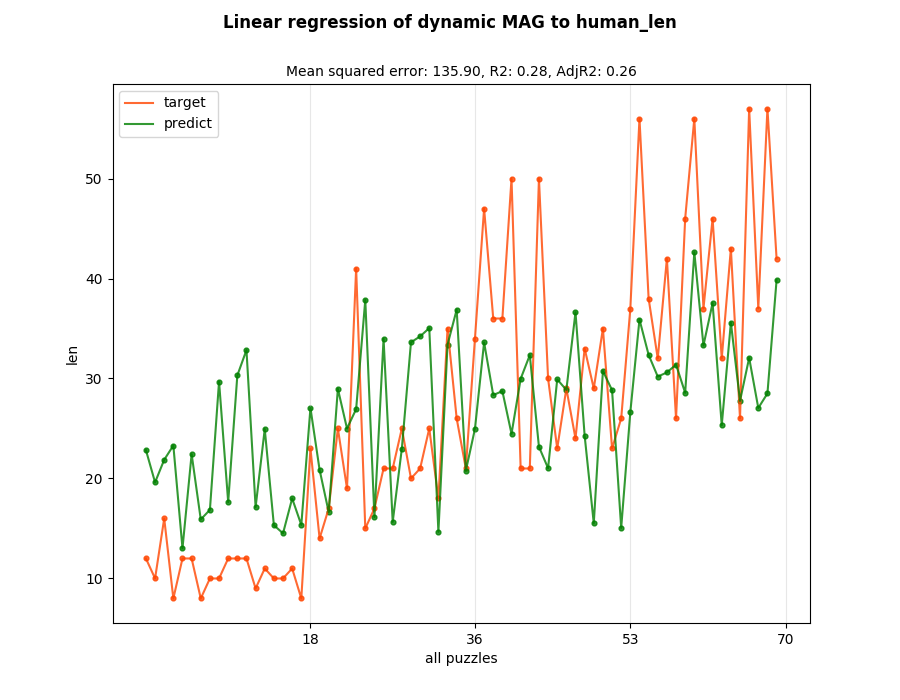 Linear regression of dynamic MAG to human_len
Mean squared error: 135.90, R2: 0.28, AdjR2: 0.26
target
predict
50
40
30
20
10
len
18 36 53 70
all puzzles